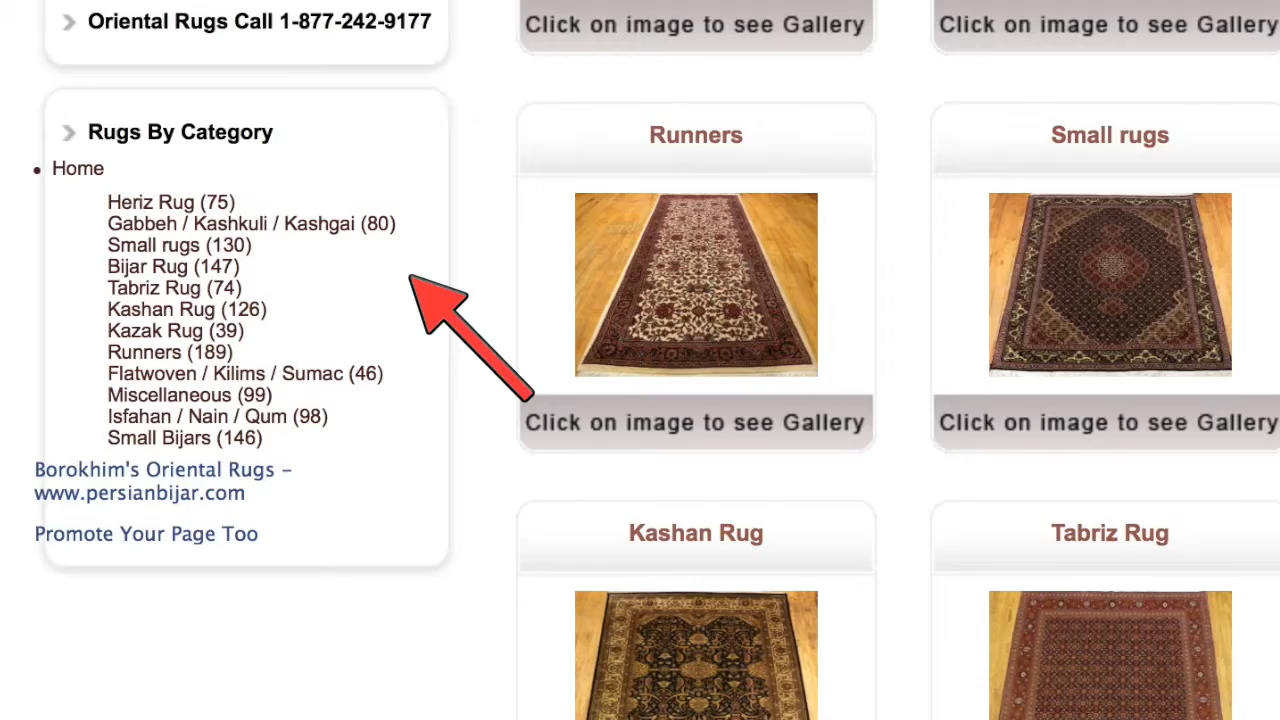 Oriental Rugs Call 1-877-242-9177
Click on image to see Gallery
Click on image to see Gallery
Rugs By Category
Home
Heriz Rug (75)
Gabbeh / Kashkuli / Kashgai (80)
Small rugs (130)
Bijar Rug (147)
Tabriz Rug (74)
Kashan Rug (126)
Kazak Rug (39)
Runners (189)
Flatwoven / Kilims / Sumac (46)
Miscellaneous (99)
Isfahan / Nain / Qum (98)
Small Bijars (146)
Borokhim's Oriental Rugs -
www.persianbijar.com
Promote Your Page Too
Runners
Small rugs
Click on image to see Gallery
Click on image to see Gallery
Kashan Rug
Tabriz Rug